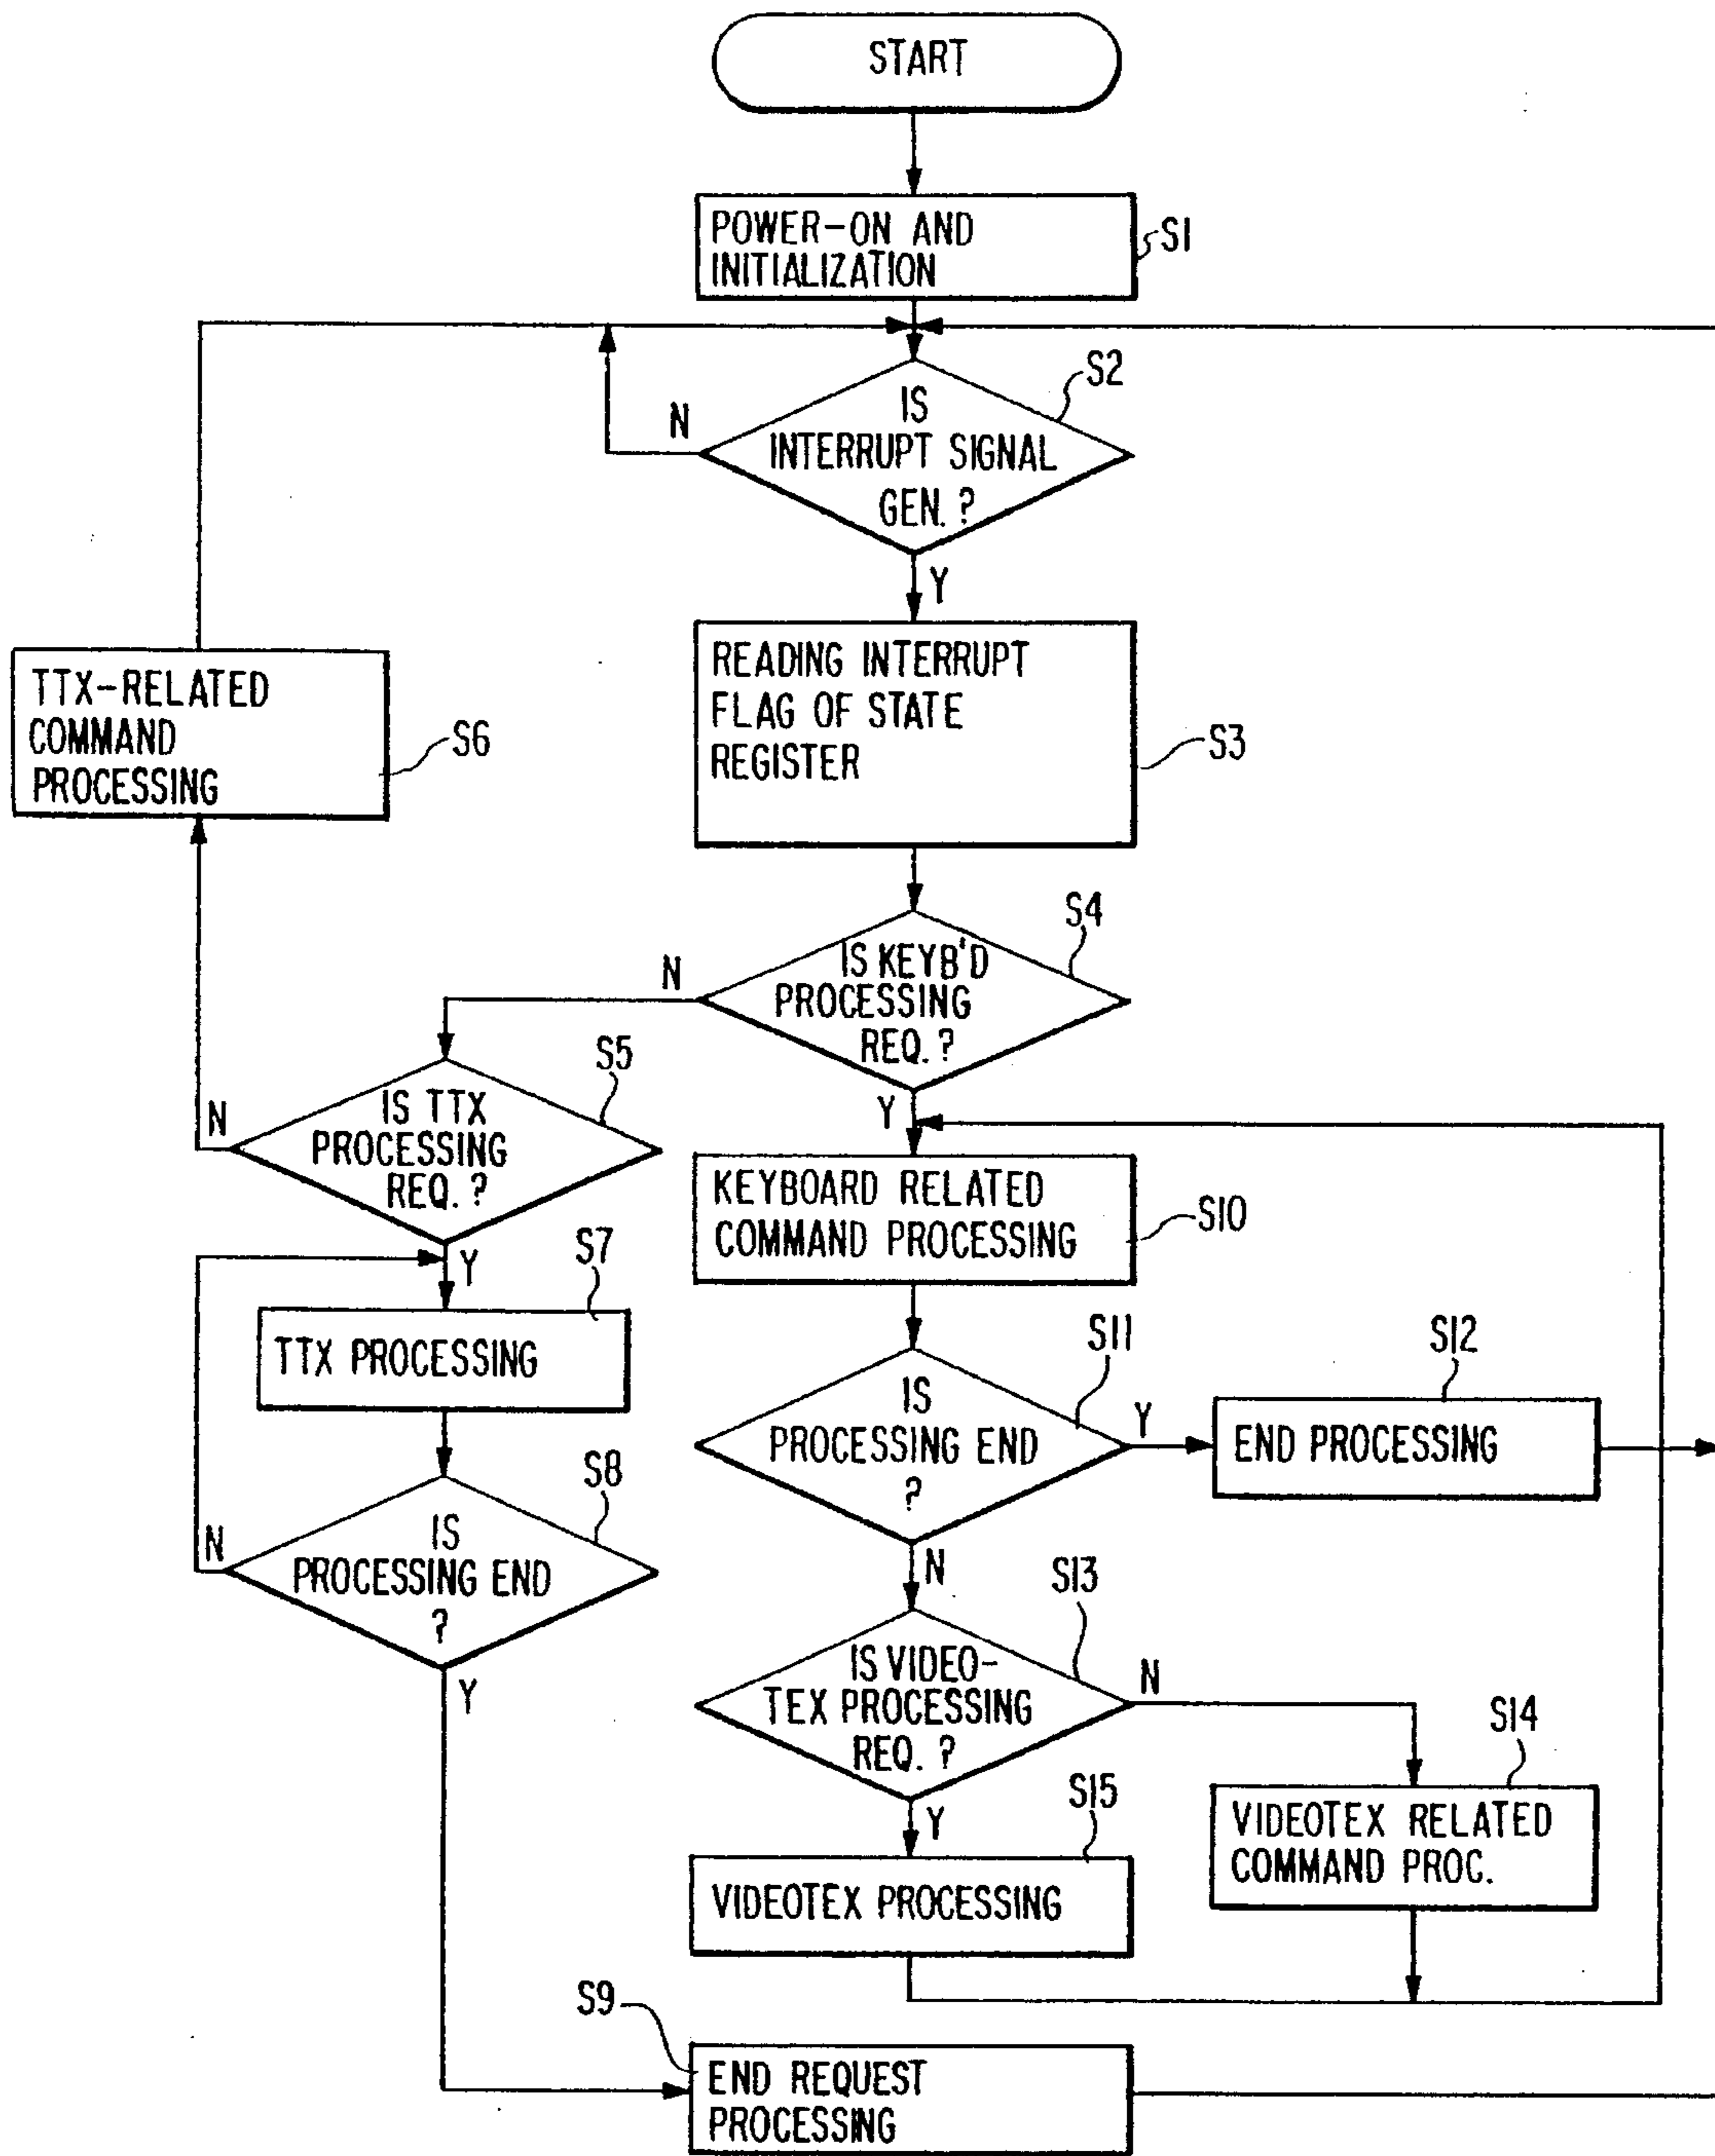 START
POWER-ON AND
INITIALIZATION
S1
S2
IS
INTERRUPT SIGNAL
GEN. ?
N
Y
READING INTERRUPT
FLAG OF STATE
REGISTER
S3
TTX-RELATED
COMMAND
PROCESSING
S6
S4
IS KEYB'D
PROCESSING
REQ. ?
N
Y
S5
IS TTX
PROCESSING
REQ. ?
N
Y
KEYBOARD RELATED
COMMAND PROCESSING
S10
S7
TTX PROCESSING
S11
IS
PROCESSING END
?
Y
N
S12
END PROCESSING
S8
IS
PROCESSING END
?
N
Y
S13
IS VIDEO-
TEX PROCESSING
REQ. ?
N
Y
S14
VIDEOTEX RELATED
COMMAND PROC.
S15
VIDEOTEX PROCESSING
S9
END REQUEST
PROCESSING